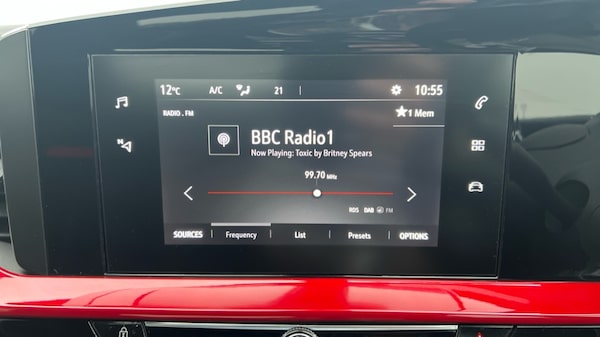 12°C A/C 21 10:55
RADIO . FM
1 Mem
BBC Radio1
Now Playing: Toxic by Britney Spears
99.70 MHz
RDS DAB FM
SOURCES Frequency List Presets OPTIONS
N